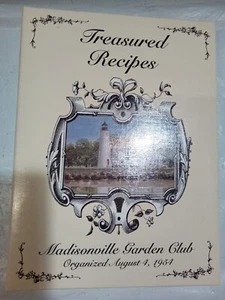 Treasured
Recipes
Madisonville Garden Club
Organized August 4, 1954